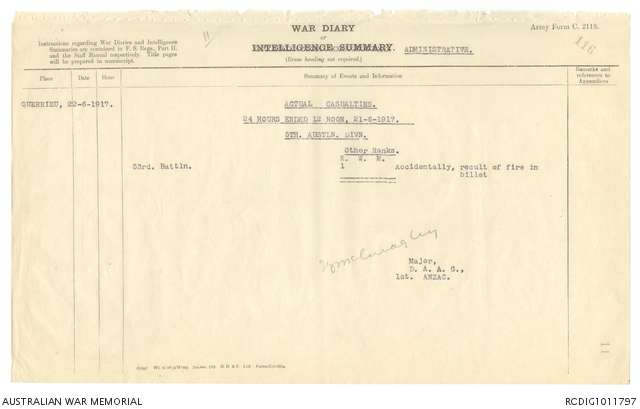 WAR DIARY
or
INTELLIGENCE SUMMARY. ADMINISTRATIVE.
(Erase heading not required.)
Army Form C. 2118.
116
11
Instructions regarding War Diaries and Intelligence
Summaries are contained in F. S. Regs., Part II.
and the Staff Manual respectively. Title pages
will be prepared in manuscript.
Place Date Hour Summary of Events and Information Remarks and
references to
Appendices
QUERRIEU, 22-6-1917. ACTUAL CASUALTIES.
24 HOURS ENDED 12 NOON, 21-6-1917.
5TH. AUSTLN. DIVN.
Other Ranks.
K. W. M.
53rd. Battln. 1 Accidentally, result of fire in
billet
Major,
D. A. A. G.,
1st. ANZAC.
AUSTRALIAN WAR MEMORIAL
RCDIG1011797